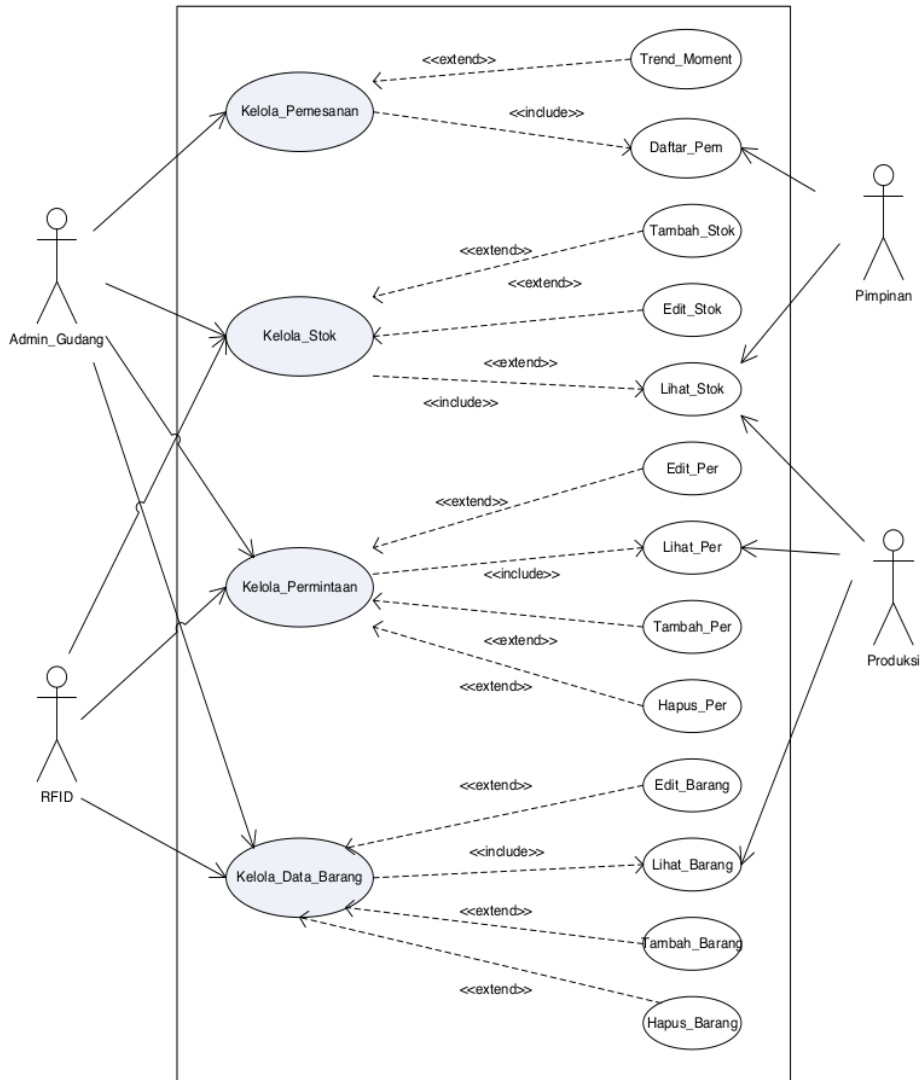 <<extend>>
Trend_Moment
Kelola_Pemesanan
<<include>>
Daftar_Pem
Tambah_Stok
<<extend>>
<<extend>>
Edit_Stok
Pimpinan
Admin_Gudang
Kelola_Stok
<<extend>>
Lihat_Stok
<<include>>
Edit_Per
<<extend>>
Lihat_Per
<<include>>
Kelola_Permintaan
Tambah_Per
<<extend>>
Produksi
<<extend>>
Hapus_Per
RFID
<<extend>>
Edit_Barang
<<include>>
Lihat_Barang
Kelola_Data_Barang
<<extend>>
Tambah_Barang
<<extend>>
Hapus_Barang